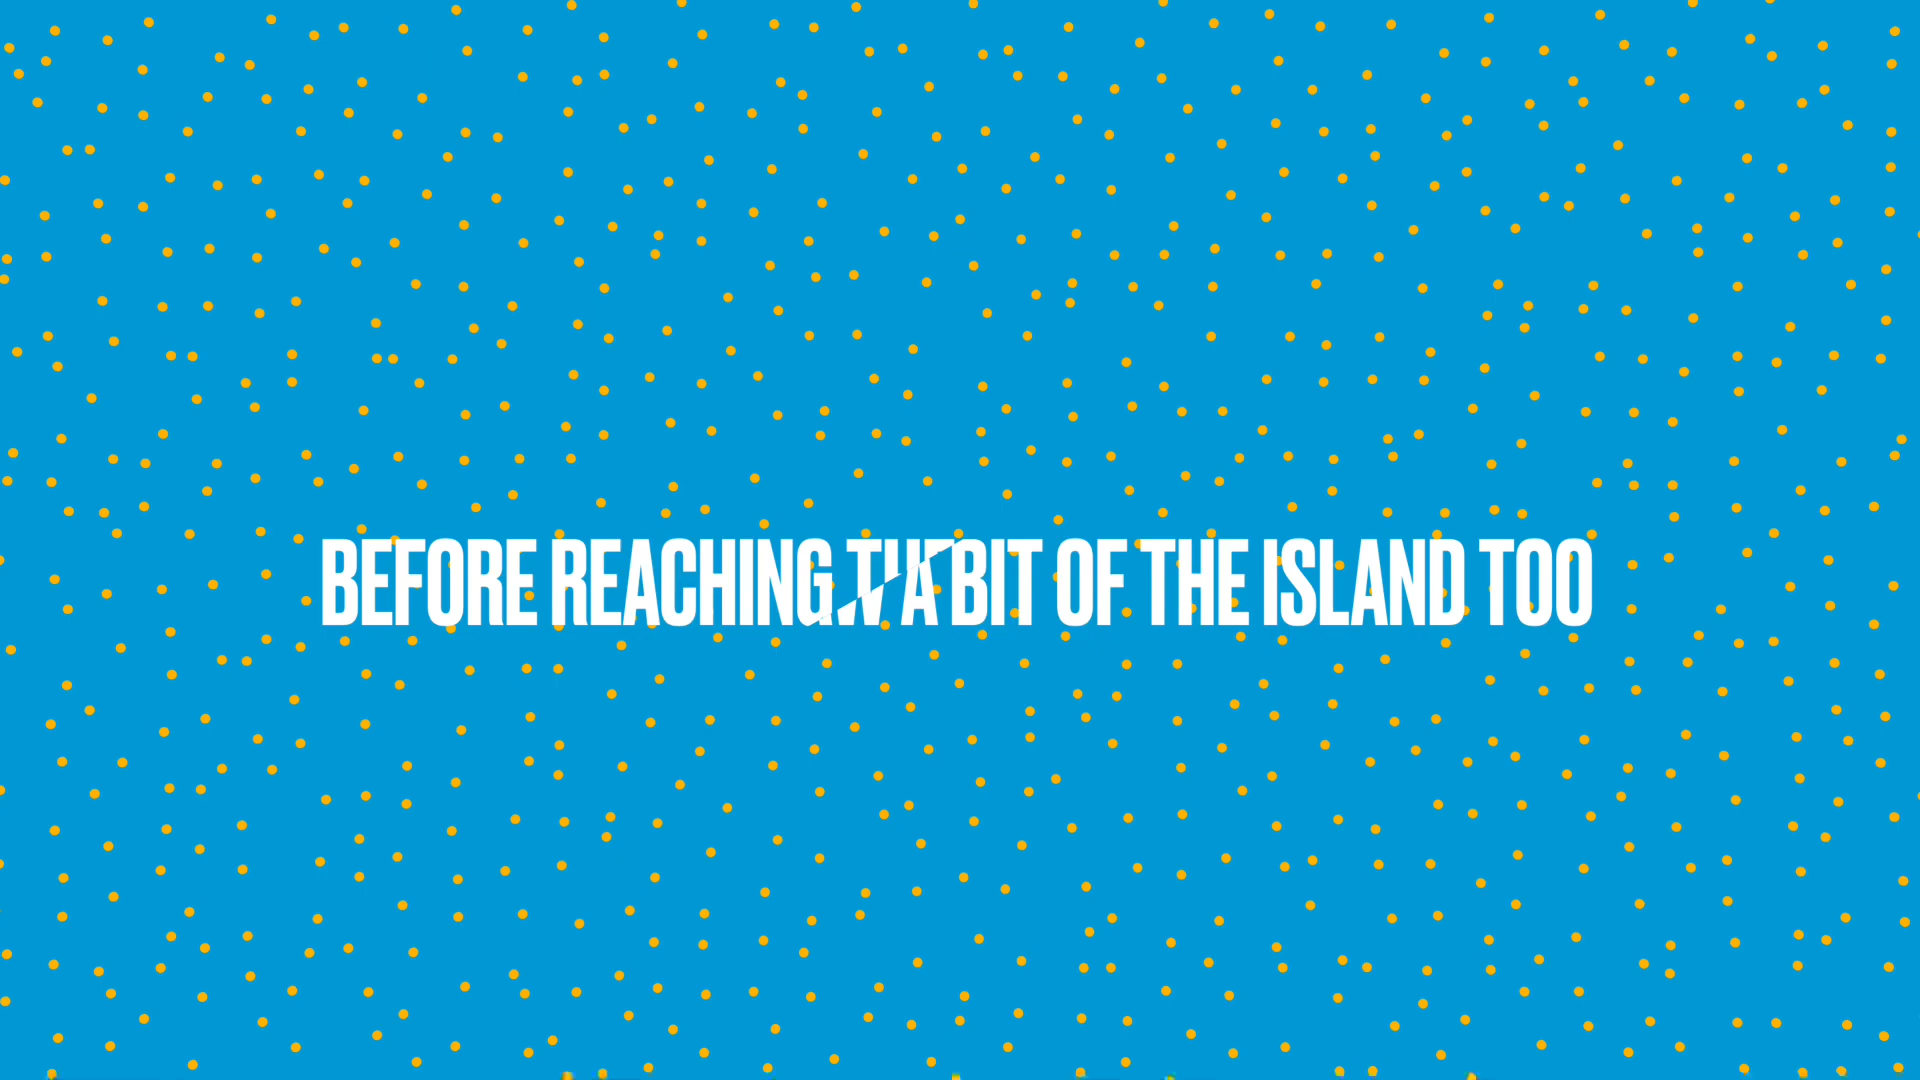 BEFORE REACHING A BIT OF THE ISLAND TOO